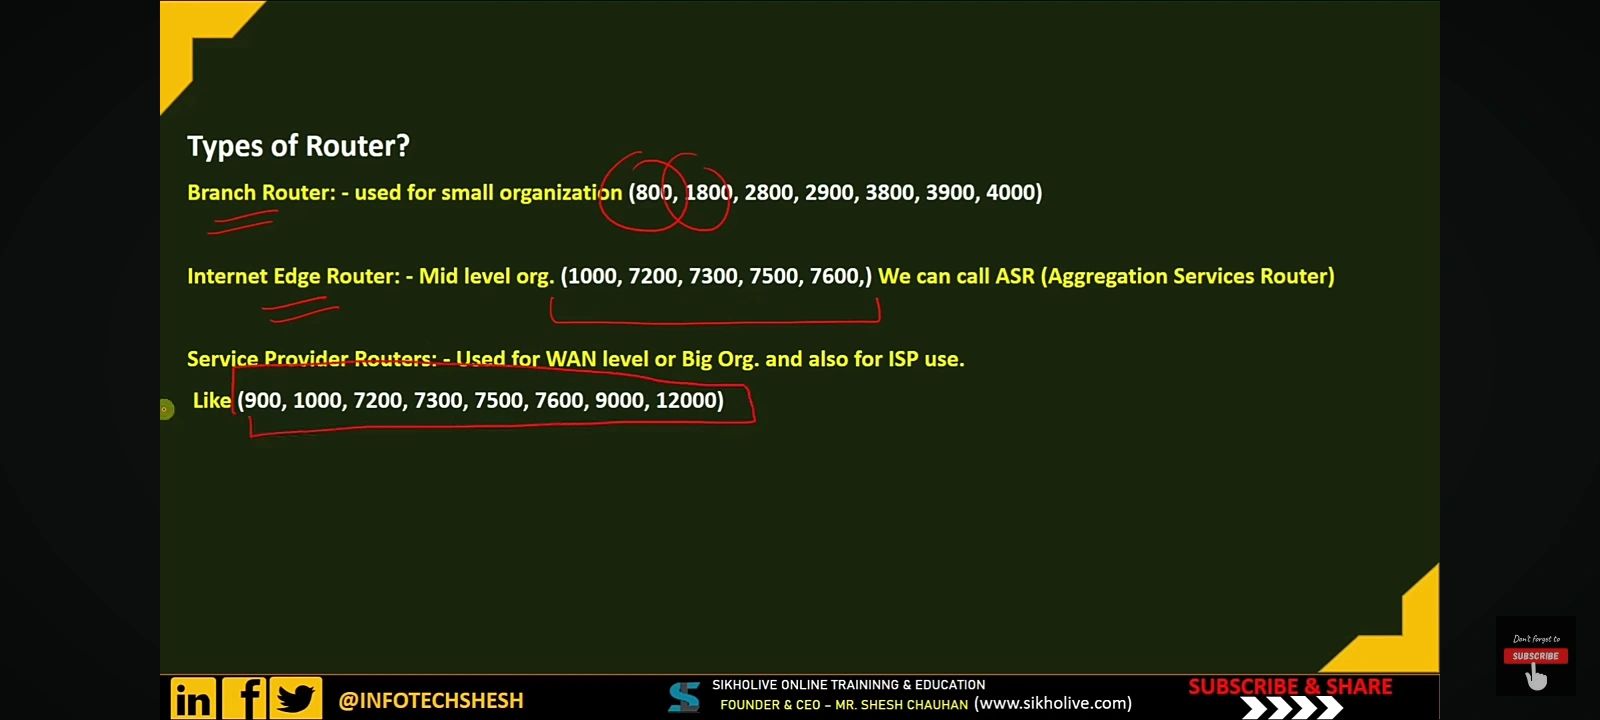 Types of Router?
Branch Router: - used for small organization (800, 1800, 2800, 2900, 3800, 3900, 4000)
Internet Edge Router: - Mid level org. (1000, 7200, 7300, 7500, 7600,) We can call ASR (Aggregation Services Router)
Service Provider Routers: - Used for WAN level or Big Org. and also for ISP use.
Like (900, 1000, 7200, 7300, 7500, 7600, 9000, 12000)
Don't forget to
SUBSCRIBE
in f @INFOTECHSHESH
SIKHOLIVE ONLINE TRAININNG & EDUCATION
FOUNDER & CEO – MR. SHESH CHAUHAN (www.sikholive.com)
SUBSCRIBE & SHARE